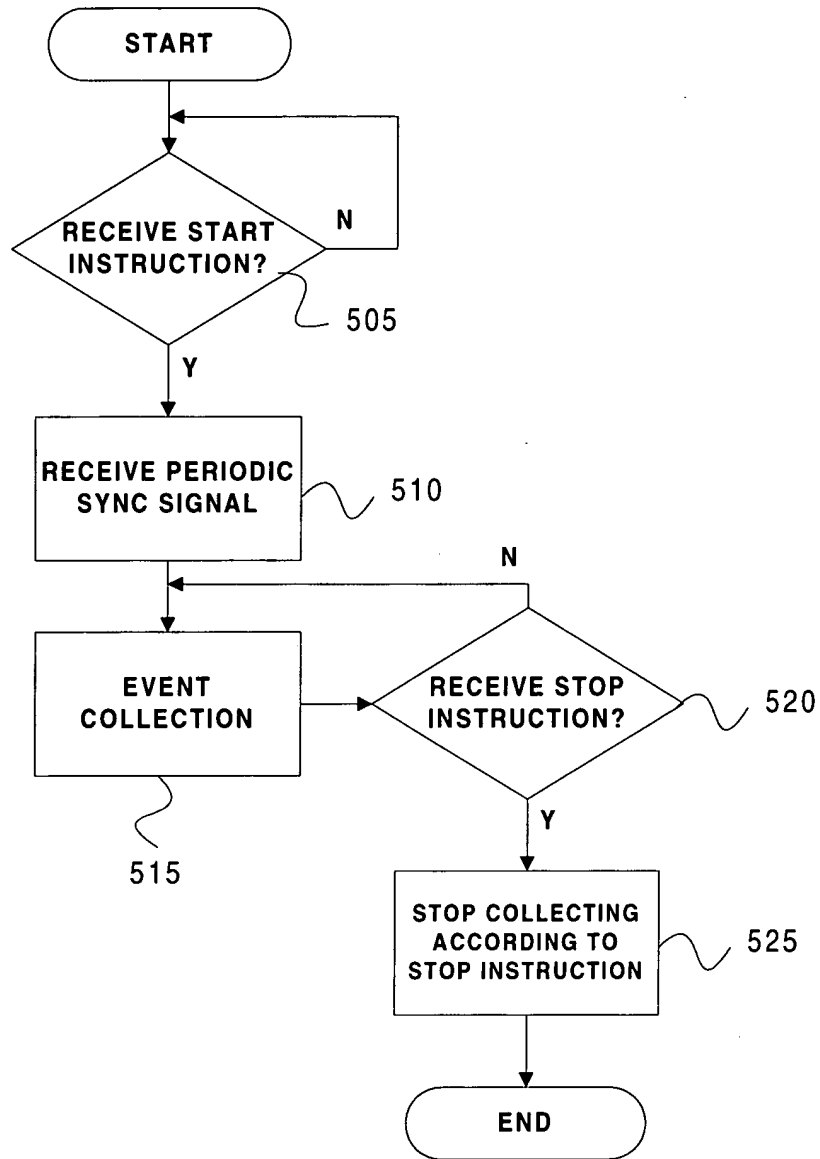 START
RECEIVE START
INSTRUCTION?
N
505
Y
RECEIVE PERIODIC
SYNC SIGNAL
510
N
EVENT
COLLECTION
RECEIVE STOP
INSTRUCTION?
520
515
Y
STOP COLLECTING
ACCORDING TO
STOP INSTRUCTION
525
END